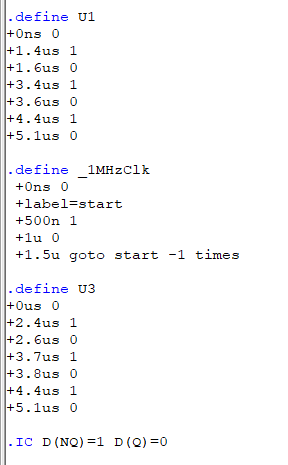 .define U1
+0ns 0
+1.4us 1
+1.6us 0
+3.4us 1
+3.6us 0
+4.4us 1
+5.1us 0
.define _1MHzClk
+0ns 0
+label=start
+500n 1
+1u 0
+1.5u goto start -1 times
.define U3
+0us 0
+2.4us 1
+2.6us 0
+3.7us 1
+3.8us 0
+4.4us 1
+5.1us 0
.IC D(NQ)=1 D(Q)=0